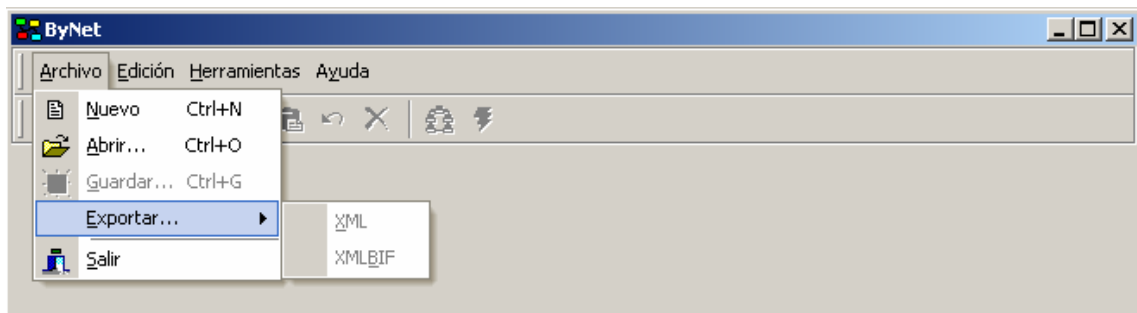 ByNet
Archivo Edición Herramientas Ayuda
Nuevo Ctrl+N
Abrir... Ctrl+O
Guardar... Ctrl+G
Exportar...
XML
XMLBIF
Salir